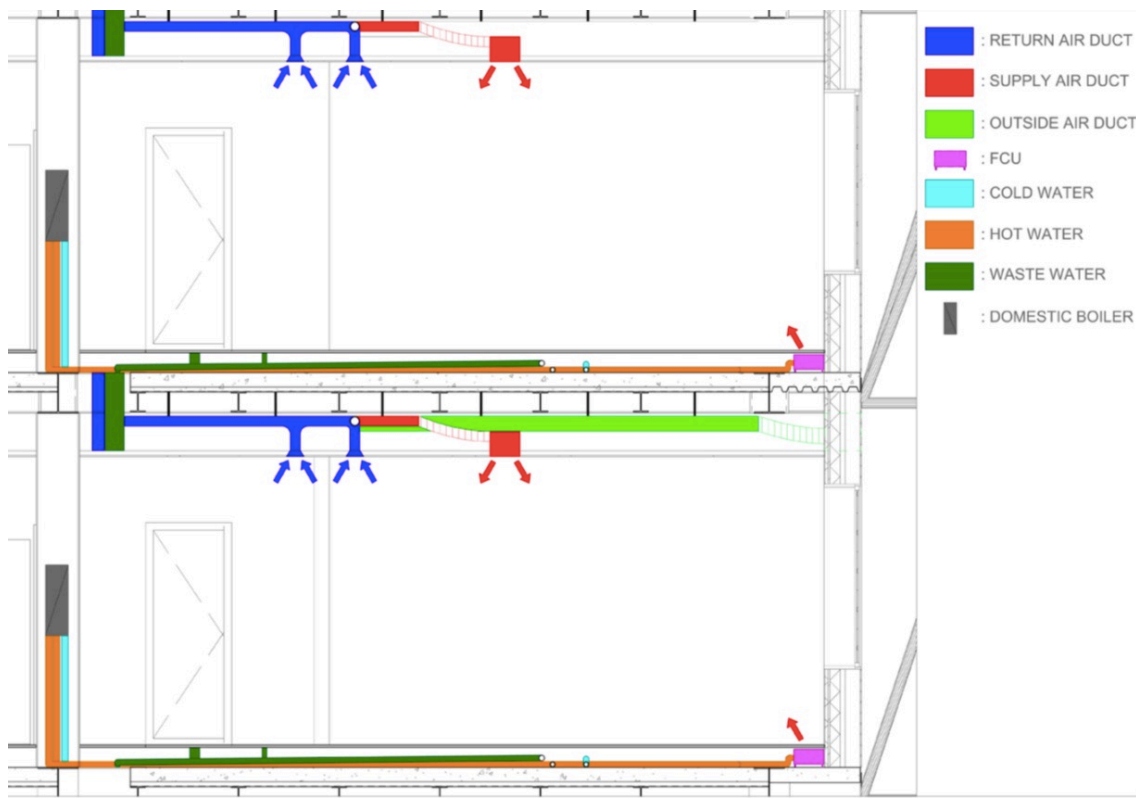 : RETURN AIR DUCT
: SUPPLY AIR DUCT
: OUTSIDE AIR DUCT
: FCU
: COLD WATER
: HOT WATER
: WASTE WATER
: DOMESTIC BOILER